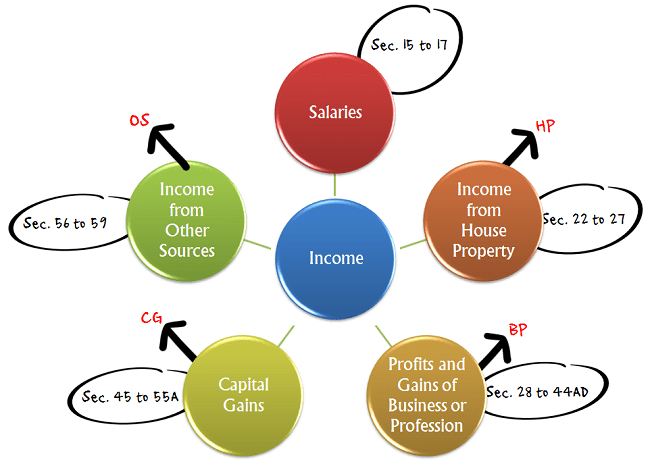 Sec. 15 to 17
Salaries
OS
HP
Income
from
Other
Sources
Sec. 56 to 59
Income
from
House
Property
Sec. 22 to 27
Income
CG
BP
Capital
Gains
Sec. 45 to 55A
Profits and
Gains of
Business or
Profession
Sec. 28 to 44AD